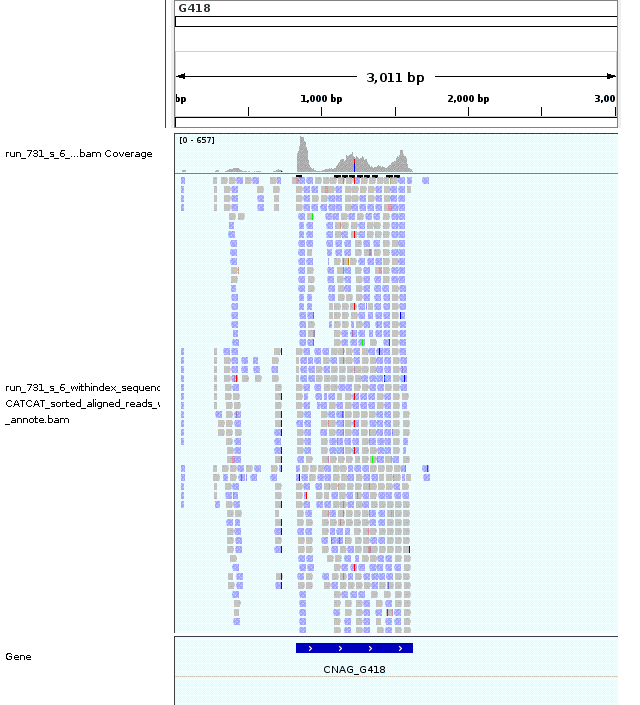 G418
3,011 bp
bp 1,000 bp 2,000 bp 3,00
[0 - 657]
run_731_s_6_...bam Coverage
run_731_s_6_withindex_sequenc
CATCAT_sorted_aligned_reads_
_annote.bam
Gene
CNAG_G418